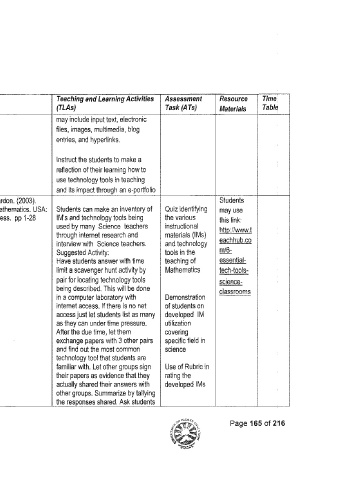 Teaching and Learning Activities
(TLAs)
Assessment
Task (ATs)
Resource
Materials
Time
Table
may include input text, electronic
files, images, multimedia, blog
entries, and hyperlinks.
Instruct the students to make a
reflection of their learning how to
use technology tools in teaching
and its impact through an e-portfolio
ardon, (2003).
athematics. USA:
ess. pp 1-28
Students can make an inventory of
IM's and technology tools being
used by many Science teachers
through internet research and
interview with Science teachers.
Suggested Activity:
Have students answer with time
limit a scavenger hunt activity by
pair for locating technology tools
being described. This will be done
in a computer laboratory with
internet access. If there is no net
access just let students list as many
as they can under time pressure.
After the due time, let them
exchange papers with 3 other pairs
and find out the most common
technology tool that students are
familiar with. Let other groups sign
their papers as evidence that they
actually shared their answers with
other groups. Summarize by tallying
the responses shared. Ask students
Quiz identifying
the various
instructional
materials (IMs)
and technology
tools in the
teaching of
Mathematics
Demonstration
of students on
developed IM
utilization
covering
specific field in
science
Use of Rubric in
rating the
developed IMs
Students
may use
this link:
http://www.t
eachhub.co
m/6-
essential-
tech-tools-
science-
classrooms
Page 165 of 216